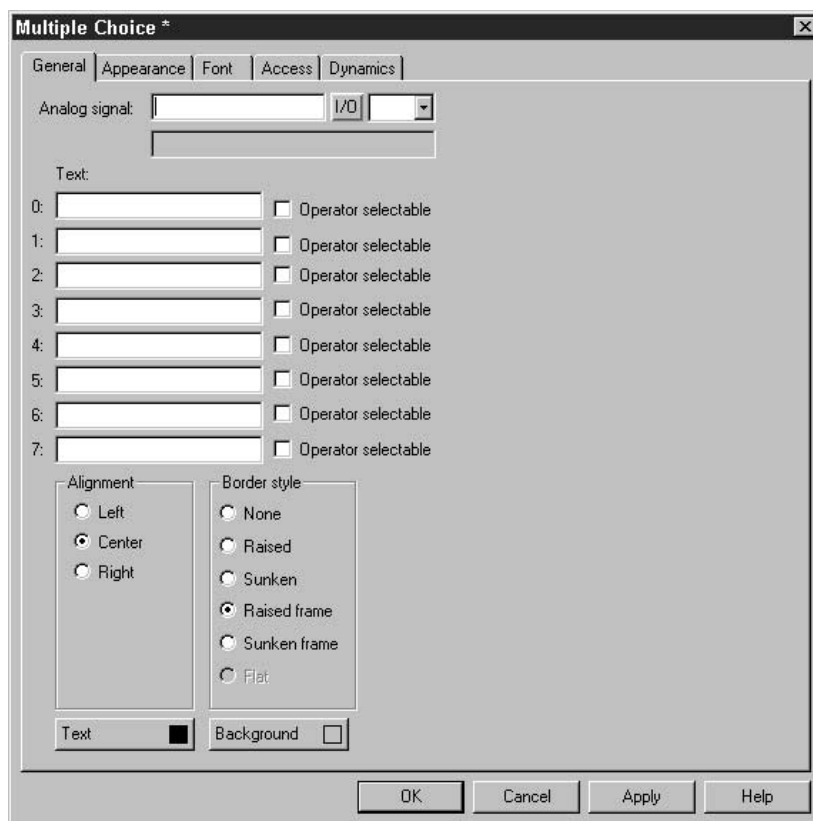 Multiple Choice *
General Appearance Font Access Dynamics
Analog signal: I/O
Text:
0: Operator selectable
1: Operator selectable
2: Operator selectable
3: Operator selectable
4: Operator selectable
5: Operator selectable
6: Operator selectable
7: Operator selectable
Alignment
Left
Center
Right
Border style
None
Raised
Sunken
Raised frame
Sunken frame
Flat
Text Background
OK Cancel Apply Help